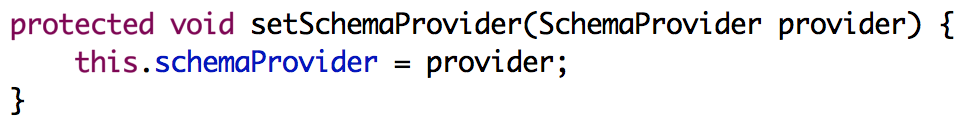 protected void setSchemaProvider(SchemaProvider provider) {
    this.schemaProvider = provider;
}